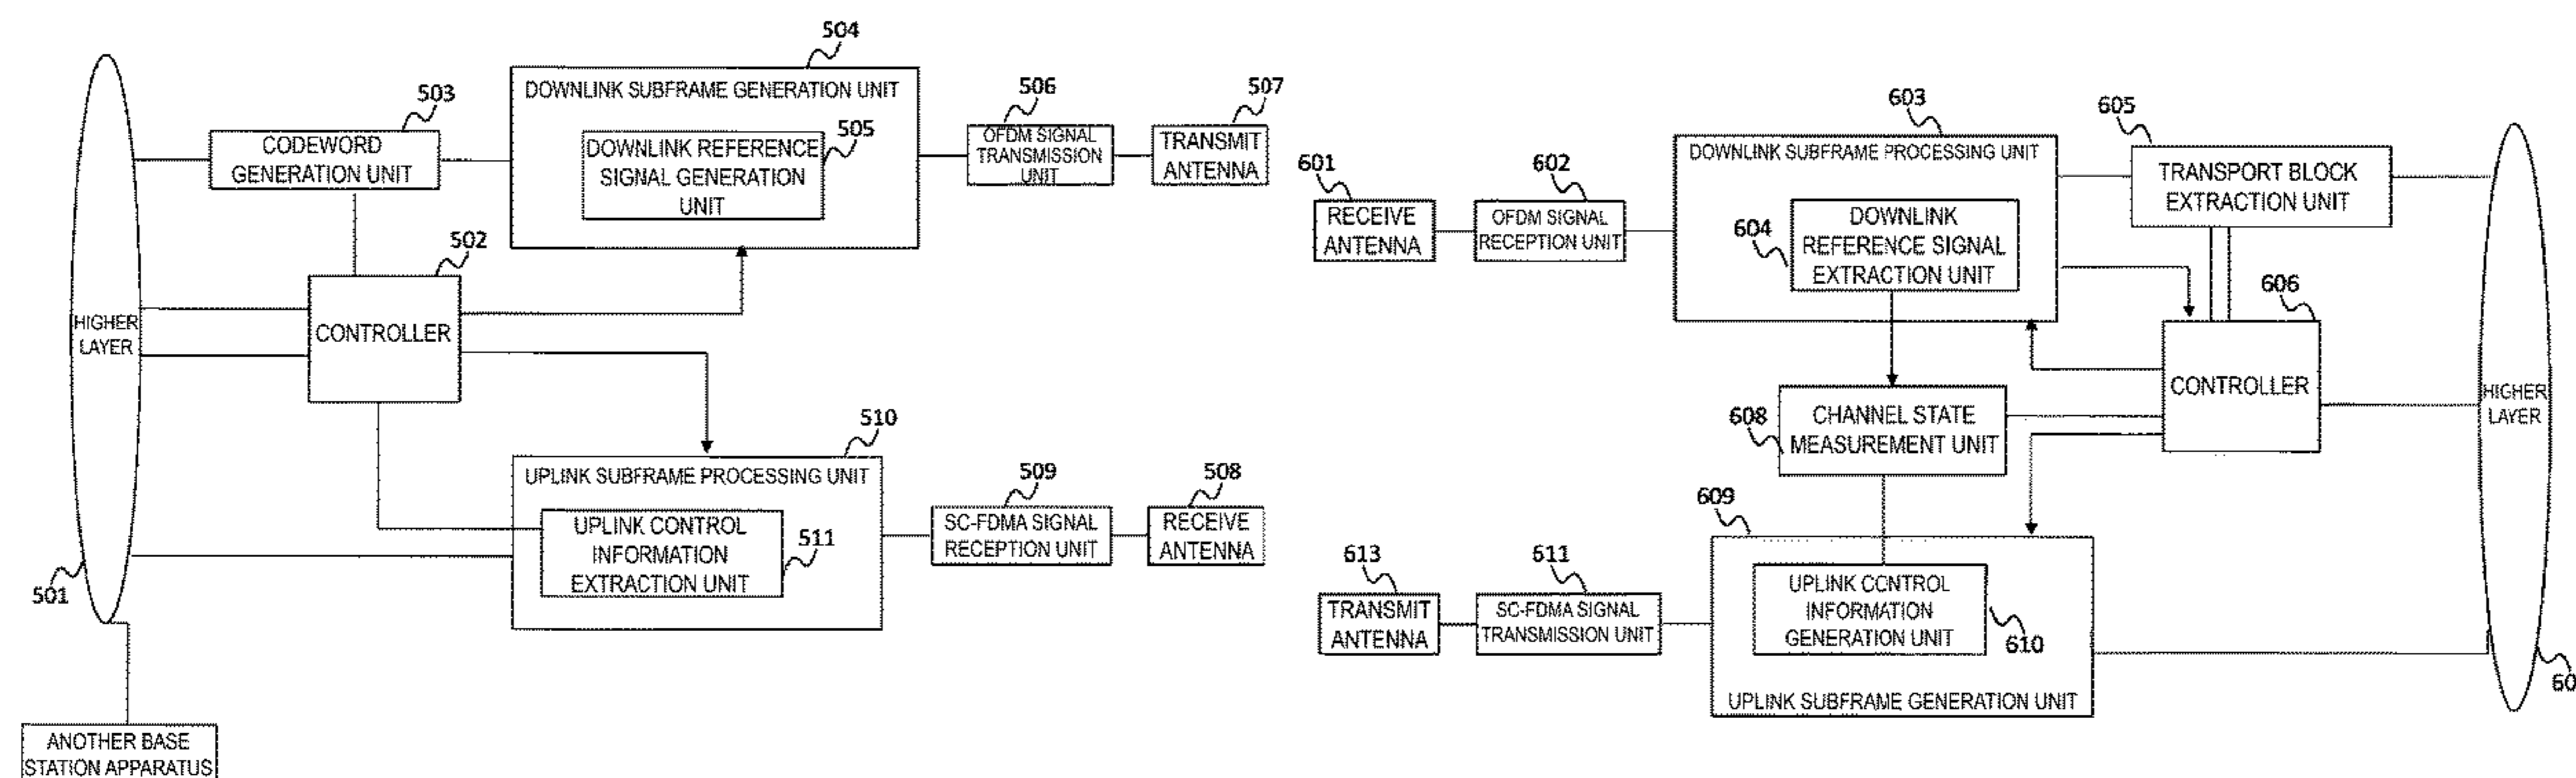 504
DOWNLINK SUBFRAME GENERATION UNIT
503
CODEWORD
GENERATION UNIT
505
DOWNLINK REFERENCE
SIGNAL GENERATION
UNIT
506
OFDM SIGNAL
TRANSMISSION
UNIT
507
TRANSMIT
ANTENNA
502
CONTROLLER
HIGHER
LAYER
501
510
UPLINK SUBFRAME PROCESSING UNIT
UPLINK CONTROL
INFORMATION
EXTRACTION UNIT
511
509
SC-FDMA SIGNAL
RECEPTION UNIT
508
RECEIVE
ANTENNA
ANOTHER BASE
STATION APPARATUS
603
DOWNLINK SUBFRAME PROCESSING UNIT
605
TRANSPORT BLOCK
EXTRACTION UNIT
601
RECEIVE
ANTENNA
602
OFDM SIGNAL
RECEPTION UNIT
604
DOWNLINK
REFERENCE SIGNAL
EXTRACTION UNIT
606
CONTROLLER
HIGHER
LAYER
608
CHANNEL STATE
MEASUREMENT UNIT
609
613
TRANSMIT
ANTENNA
611
SC-FDMA SIGNAL
TRANSMISSION UNIT
UPLINK CONTROL
INFORMATION
GENERATION UNIT
610
UPLINK SUBFRAME GENERATION UNIT